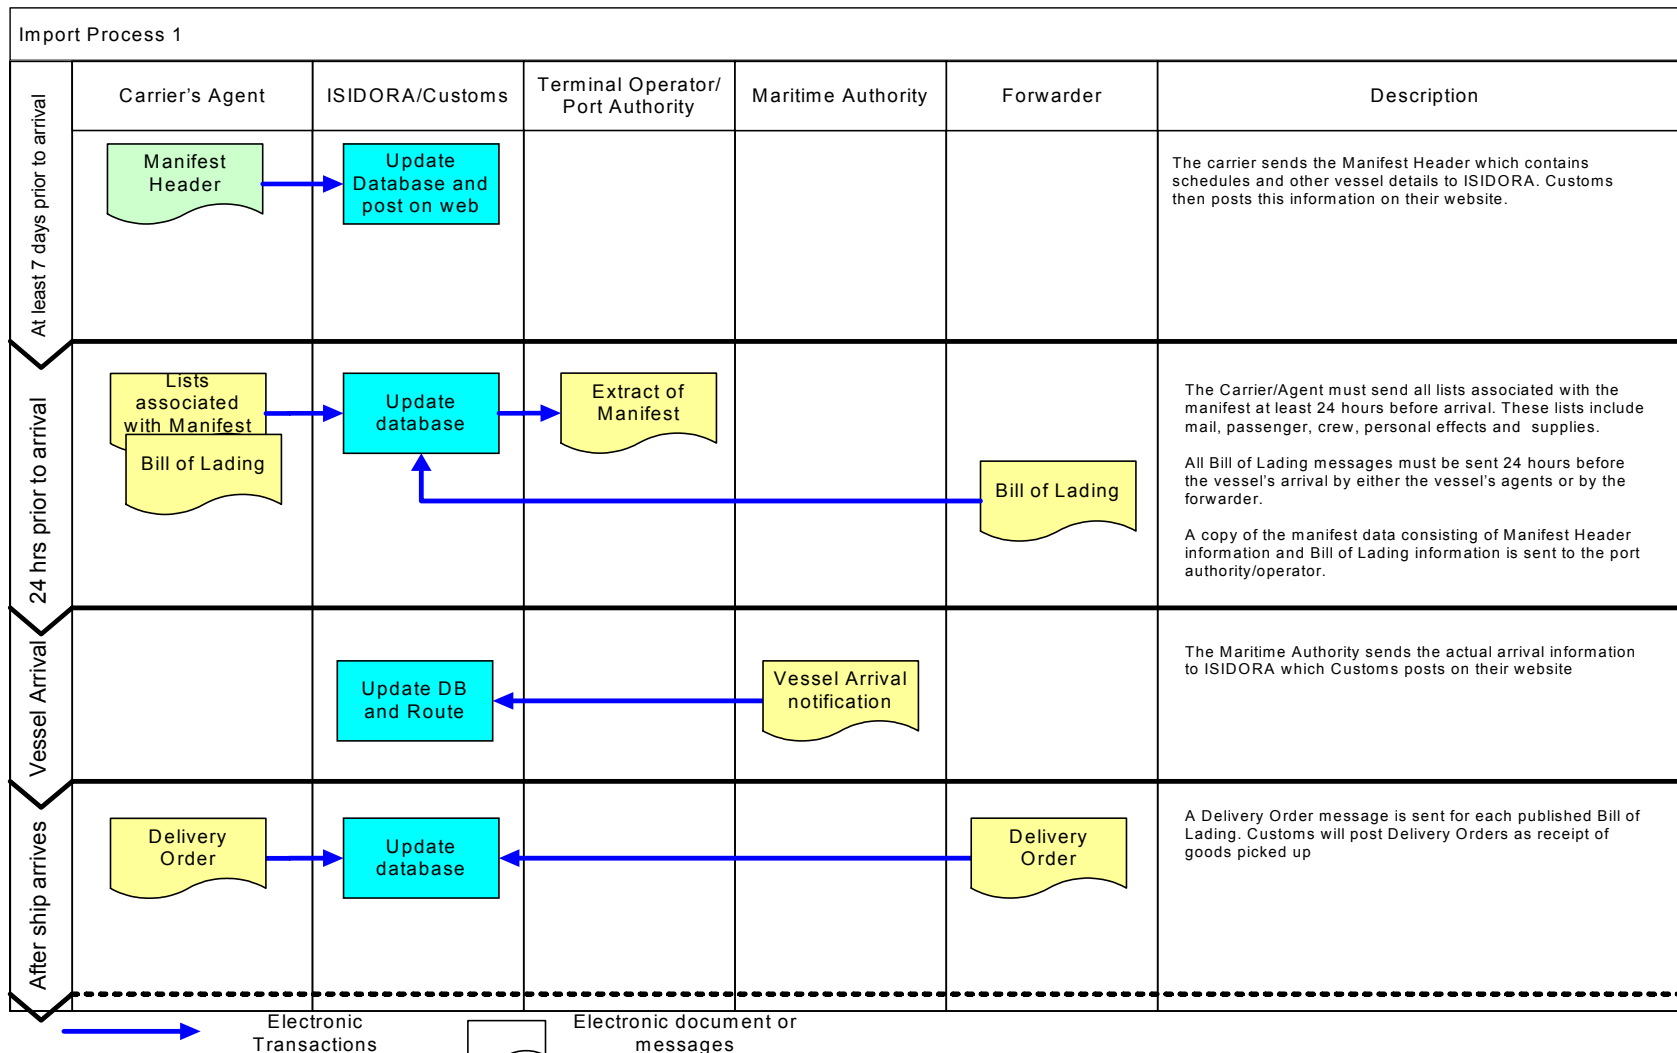 Import Process 1
At least 7 days prior to arrival
Carrier's Agent
ISIDORA/Customs
Terminal Operator/
Port Authority
Maritime Authority
Forwarder
Description
Manifest
Header
Update
Database and
post on web
The carrier sends the Manifest Header which contains
schedules and other vessel details to ISIDORA. Customs
then posts this information on their website.
24 hrs prior to arrival
Lists
associated
with Manifest
Bill of Lading
Update
database
Extract of
Manifest
Bill of Lading
The Carrier/Agent must send all lists associated with the
manifest at least 24 hours before arrival. These lists include
mail, passenger, crew, personal effects and supplies.
All Bill of Lading messages must be sent 24 hours before
the vessel's arrival by either the vessel's agents or by the
forwarder.
A copy of the manifest data consisting of Manifest Header
information and Bill of Lading information is sent to the port
authority/operator.
Vessel Arrival
Update DB
and Route
Vessel Arrival
notification
The Maritime Authority sends the actual arrival information
to ISIDORA which Customs posts on their website
After ship arrives
Delivery
Order
Update
database
Delivery
Order
A Delivery Order message is sent for each published Bill of
Lading. Customs will post Delivery Orders as receipt of
goods picked up
Electronic
Transactions
Electronic document or
messages